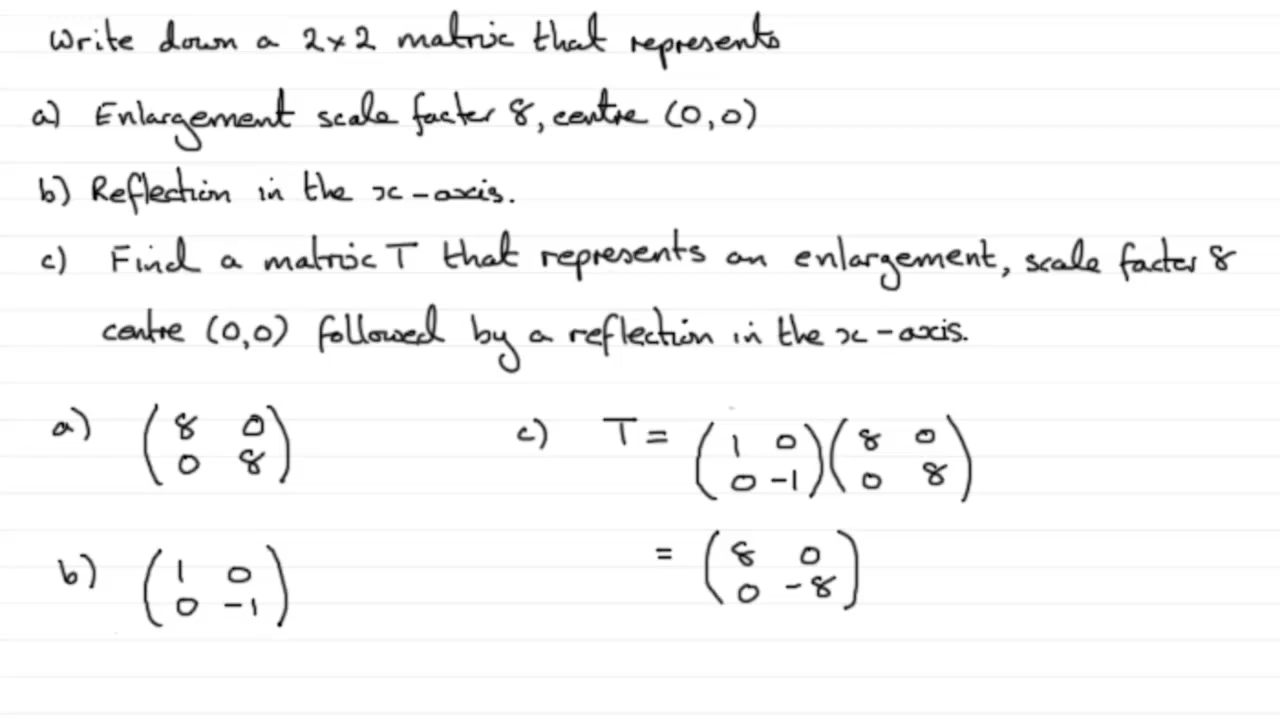 Write down a 2×2 matrix that represents
a) Enlargement scale factor 8, centre (0,0)
b) Reflection in the x-axis.
c) Find a matrix T that represents an enlargement, scale factor 8
centre (0,0) followed by a reflection in the x-axis.
a) (8 0
0 8)
b) (1 0
0 -1)
c) T = (1 0
0 -1)(8 0
0 8)
= (8 0
0 -8)